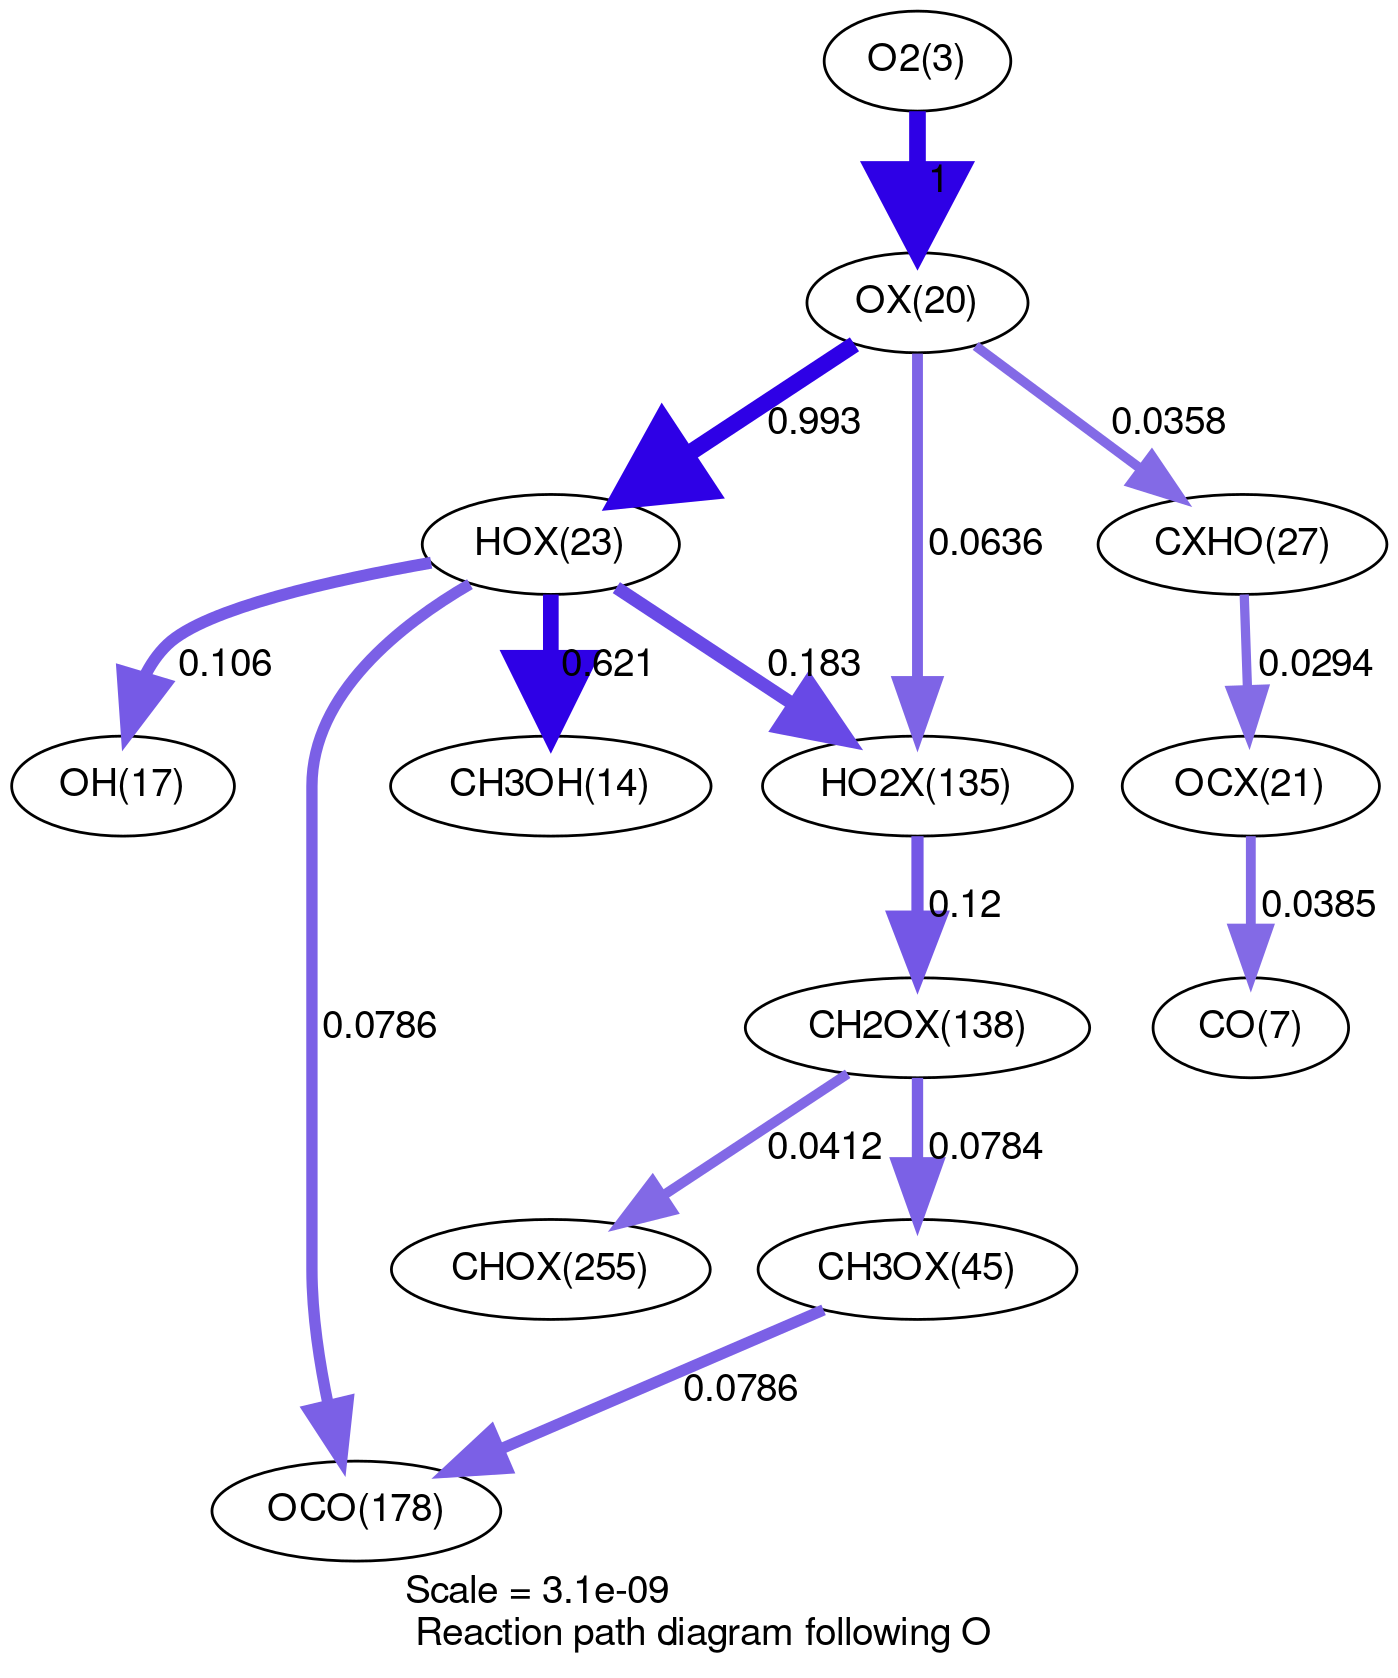 O2(3)
1
OX(20)
0.993
0.0358
HOX(23)
0.0636
CXHO(27)
0.106
0.621
0.183
0.0294
OH(17)
CH3OH(14)
HO2X(135)
OCX(21)
0.12
0.0385
0.0786
CH2OX(138)
CO(7)
0.0412
0.0784
CHOX(255)
CH3OX(45)
0.0786
OCO(178)
Scale = 3.1e-09
Reaction path diagram following O